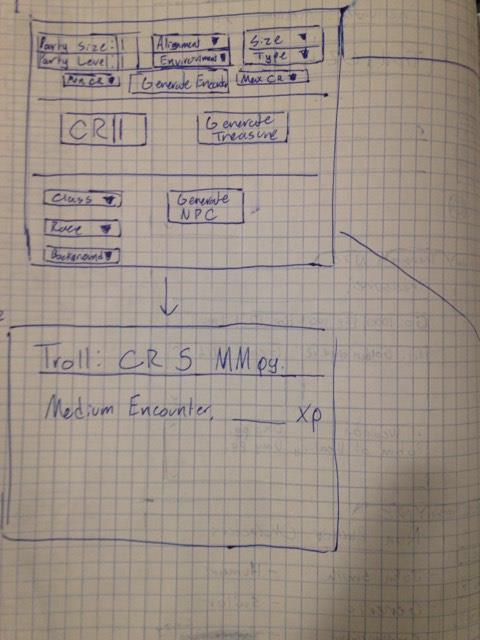 Party Size: Alignment Size
Party Level: Environment Type
Min CR Generate Encounter Max CR
CR Generate
Treasure
Class Generate
NPC
Race
Background
Troll: CR 5 MM pg.
Medium Encounter. ____ XP